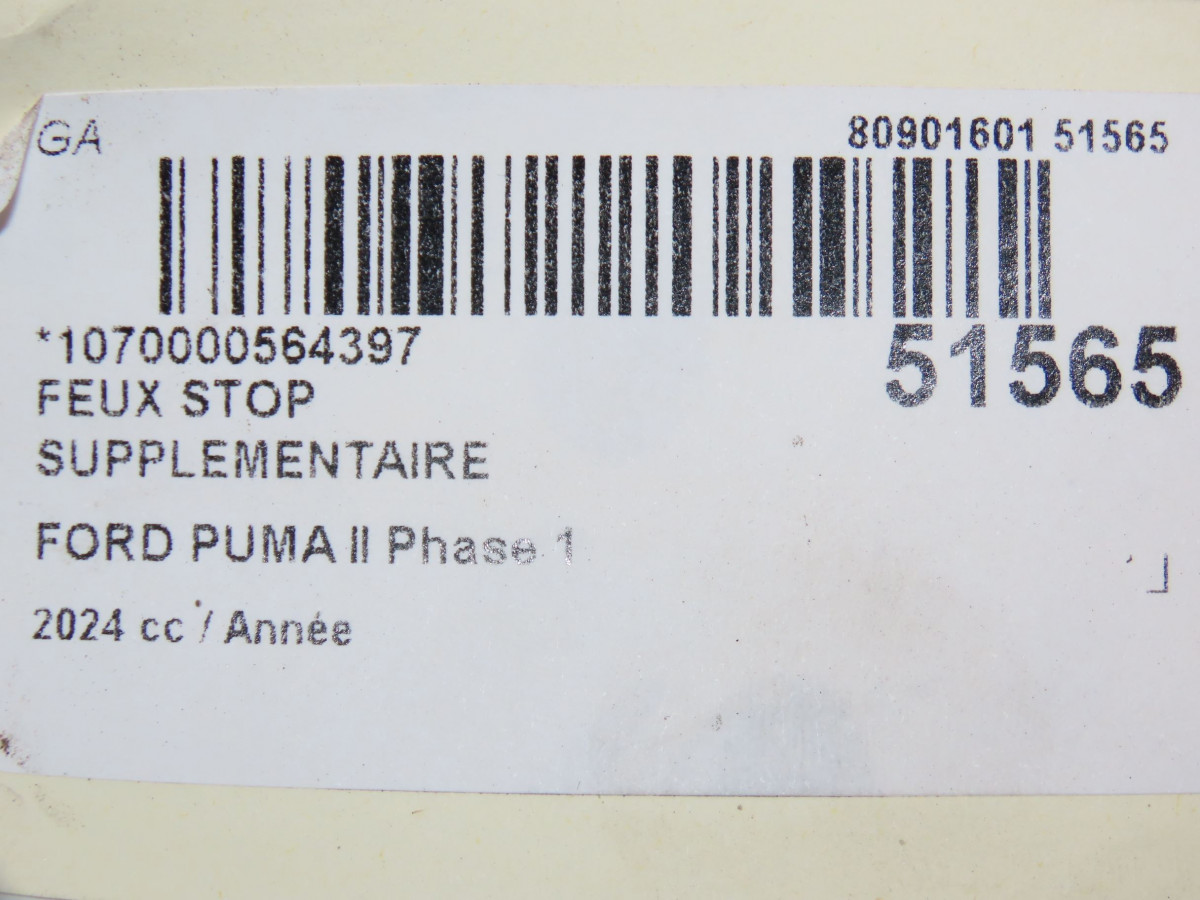 GA
80901601 51565
*1070000564397
51565
FEUX STOP
SUPPLEMENTAIRE
FORD PUMA II Phase 1
2024 cc / Année